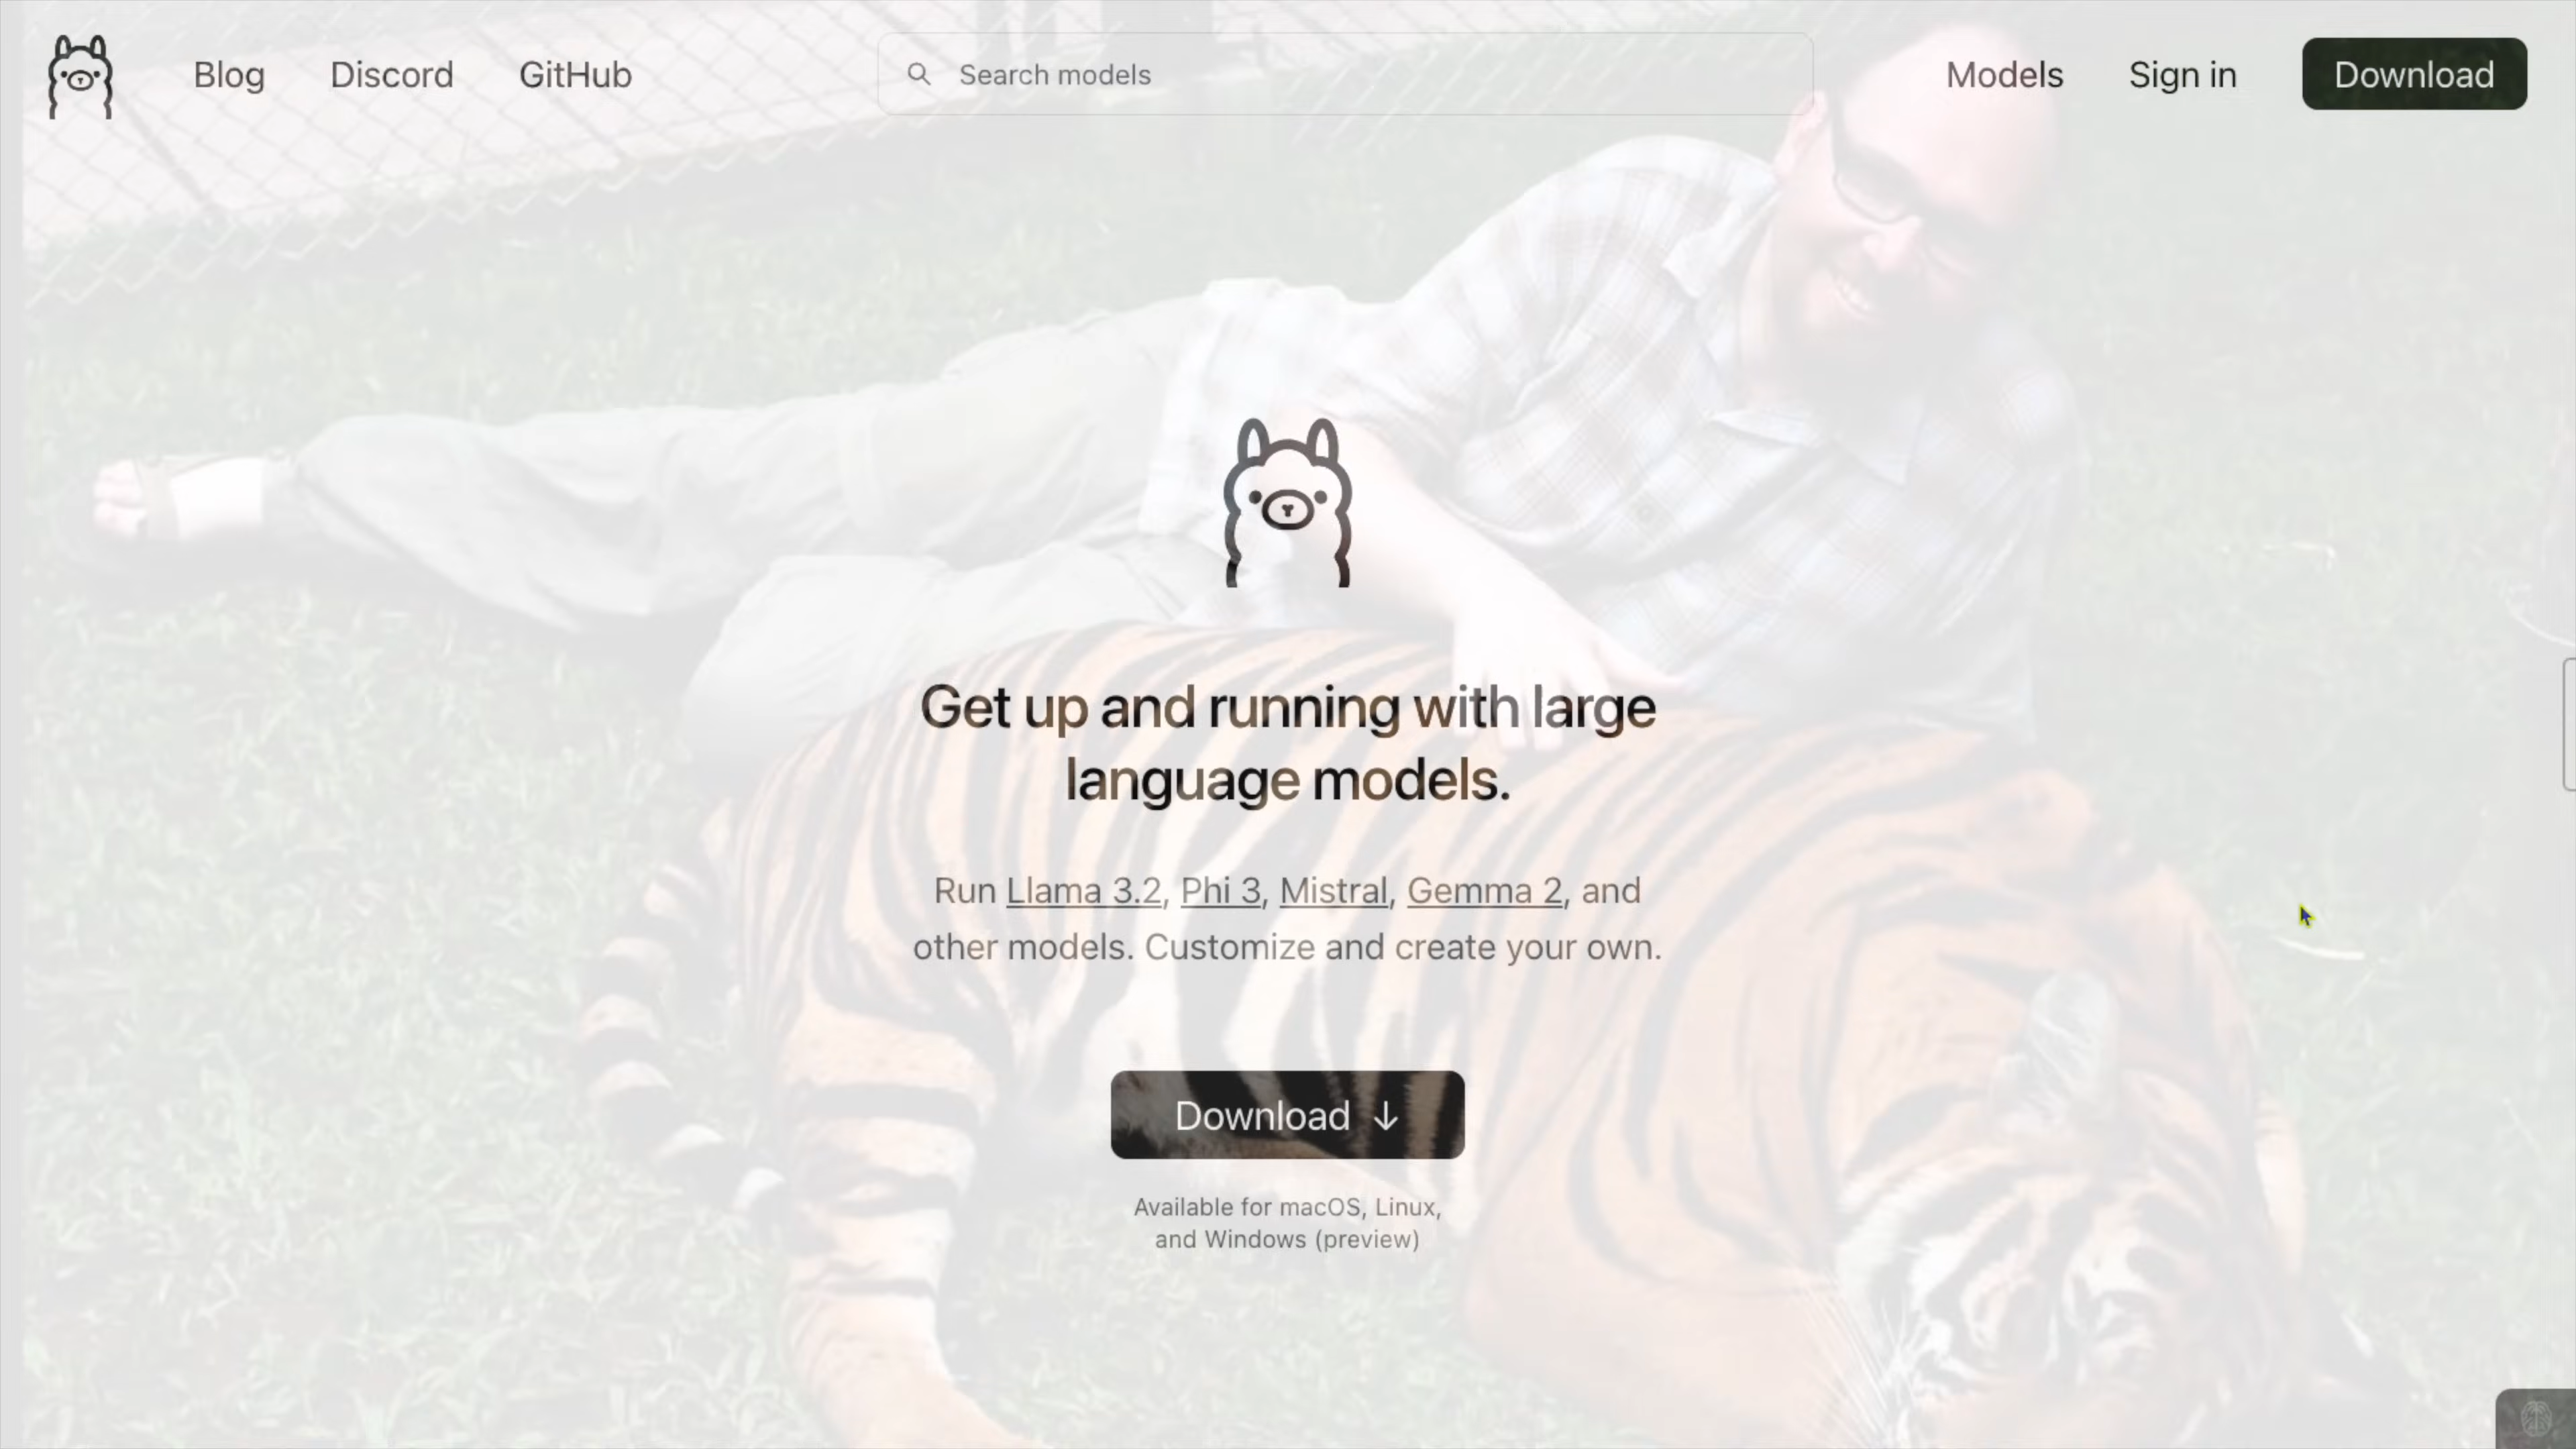 Blog
Discord
GitHub
Search models
Models
Sign in
Download
Get up and running with large
language models.
Run Llama 3.2, Phi 3, Mistral, Gemma 2, and
other models. Customize and create your own.
Download ↓
Available for macOS, Linux,
and Windows (preview)